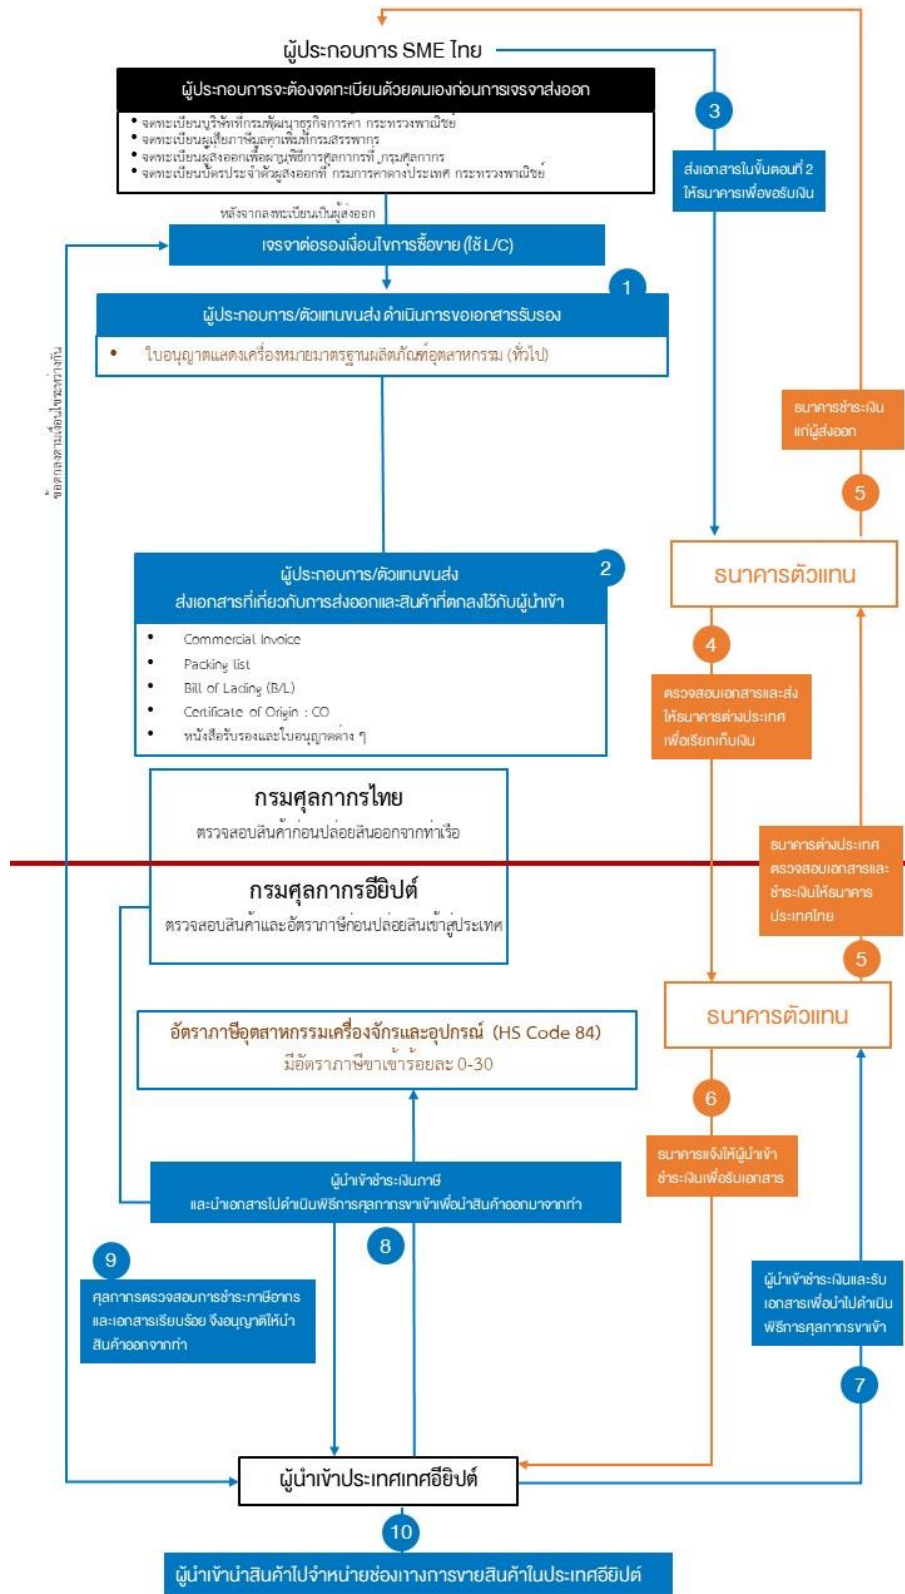 ผู้ประกอบการ SME ไทย
ผู้ประกอบการจะต้องจดทะเบียนด้วยตนเองก่อนการเจรจาส่งออก
• จดทะเบียนบริษัทที่กรมพัฒนาธุรกิจการค้า กระทรวงพาณิชย์
• จดทะเบียนผู้เสียภาษีมูลค่าเพิ่มที่กรมสรรพากร
• จดทะเบียนผู้ส่งออกเพื่อผ่านพิธีการศุลกากรที่ กรมศุลกากร
• จดทะเบียนบัตรประจำตัวผู้ส่งออกที่ กรมการค้าต่างประเทศ กระทรวงพาณิชย์
3
ส่งเอกสารในขั้นตอนที่ 2
ให้ธนาคารเพื่อขอรับเงิน
หลังจากลงทะเบียนเป็นผู้ส่งออก
เจรจาต่อรองเงื่อนไขการซื้อขาย (ใช้ L/C)
1
ผู้ประกอบการ/ตัวแทนขนส่ง ดำเนินการขอเอกสารรับรอง
• ใบอนุญาตแสดงเครื่องหมายมาตรฐานผลิตภัณฑ์อุตสาหกรรม (ทั่วไป)
ข้อตกลงตามเงื่อนไขระหว่างกัน
ธนาคารชำระเงิน
แก่ผู้ส่งออก
5
ธนาคารตัวแทน
2
ผู้ประกอบการ/ตัวแทนขนส่ง
ส่งเอกสารที่เกี่ยวกับการส่งออกและสินค้าที่ตกลงไว้กับผู้นำเข้า
• Commercial Invoice
• Packing list
• Bill of Lading (B/L)
• Certificate of Origin : CO
• หนังสือรับรองและใบอนุญาตต่าง ๆ
4
ตรวจสอบเอกสารและส่ง
ให้ธนาคารต่างประเทศ
เพื่อเรียกเก็บเงิน
กรมศุลกากรไทย
ตรวจสอบสินค้าก่อนปล่อยสินออกจากท่าเรือ
กรมศุลกากรอียิปต์
ตรวจสอบสินค้าและอัตราภาษีก่อนปล่อยสินเข้าสู่ประเทศ
ธนาคารต่างประเทศ
ตรวจสอบเอกสารและ
ชำระเงินให้ธนาคาร
ประเทศไทย
5
ธนาคารตัวแทน
อัตราภาษีอุตสาหกรรมเครื่องจักรและอุปกรณ์ (HS Code 84)
มีอัตราภาษีขาเข้าร้อยละ 0-30
6
ธนาคารแจ้งให้ผู้นำเข้า
ชำระเงินเพื่อรับเอกสาร
ผู้นำเข้าชำระเงินภาษี
และนำเอกสารไปดำเนินพิธีการศุลกากรขาเข้าเพื่อนำสินค้าออกมาจากท่า
8
9
ศุลกากรตรวจสอบการชำระภาษีอากร
และเอกสารเรียบร้อย จึงอนุญาติให้นำ
สินค้าออกจากท่า
ผู้นำเข้าชำระเงินและรับ
เอกสารเพื่อนำไปดำเนิน
พิธีการศุลกากรขาเข้า
7
ผู้นำเข้าประเทศเทศอียิปต์
10
ผู้นำเข้านำสินค้าไปจำหน่ายช่องทางการขายสินค้าในประเทศอียิปต์